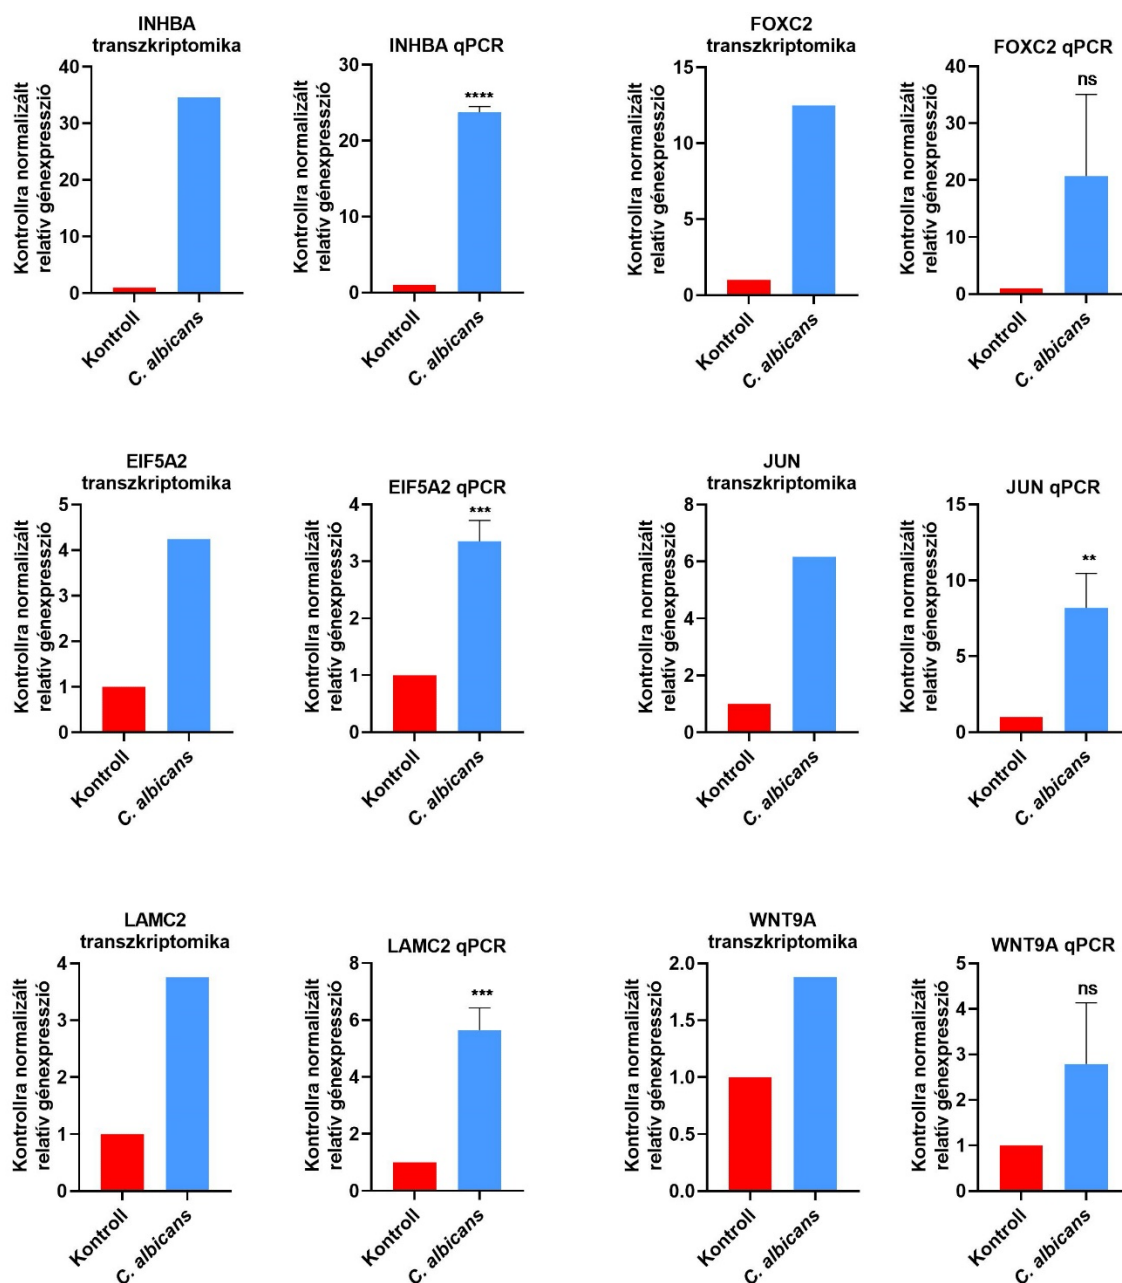 INHBA
transzkriptomika
Kontrollra normalizált
relatív génexpresszió
40
30
20
10
0
Kontroll
C. albicans
INHBA qPCR
Kontrollra normalizált
relatív génexpresszió
30
20
10
0
****
Kontroll
C. albicans
FOXC2
transzkriptomika
Kontrollra normalizált
relatív génexpresszió
15
10
5
0
Kontroll
C. albicans
FOXC2 qPCR
Kontrollra normalizált
relatív génexpresszió
40
30
20
10
0
ns
Kontroll
C. albicans
EIF5A2
transzkriptomika
Kontrollra normalizált
relatív génexpresszió
5
4
3
2
1
0
Kontroll
C. albicans
EIF5A2 qPCR
Kontrollra normalizált
relatív génexpresszió
4
3
2
1
0
***
Kontroll
C. albicans
JUN
transzkriptomika
Kontrollra normalizált
relatív génexpresszió
8
6
4
2
0
Kontroll
C. albicans
JUN qPCR
Kontrollra normalizált
relatív génexpresszió
15
10
5
0
**
Kontroll
C. albicans
LAMC2
transzkriptomika
Kontrollra normalizált
relatív génexpresszió
4
3
2
1
0
Kontroll
C. albicans
LAMC2 qPCR
Kontrollra normalizált
relatív génexpresszió
8
6
4
2
0
***
Kontroll
C. albicans
WNT9A
transzkriptomika
Kontrollra normalizált
relatív génexpresszió
2.0
1.5
1.0
0.5
0.0
Kontroll
C. albicans
WNT9A qPCR
Kontrollra normalizált
relatív génexpresszió
5
4
3
2
1
0
ns
Kontroll
C. albicans